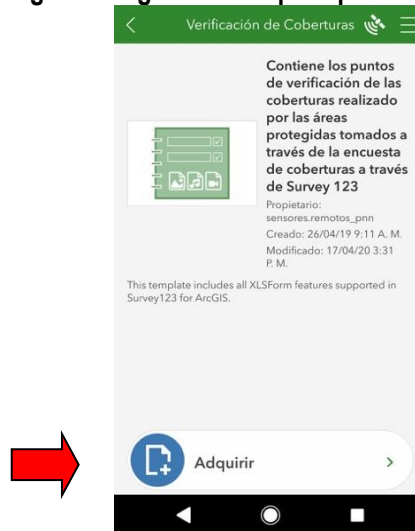 Verificación de Coberturas
Contiene los puntos
de verificación de las
coberturas realizado
por las áreas
protegidas tomados a
través de la encuesta
de coberturas a través
de Survey 123
Propietario:
sensores.remotos_pnn
Creado: 26/04/19 9:11 A. M.
Modificado: 17/04/20 3:31
P. M.
This template includes all XLSForm features supported in
Survey123 for ArcGIS.
Adquirir